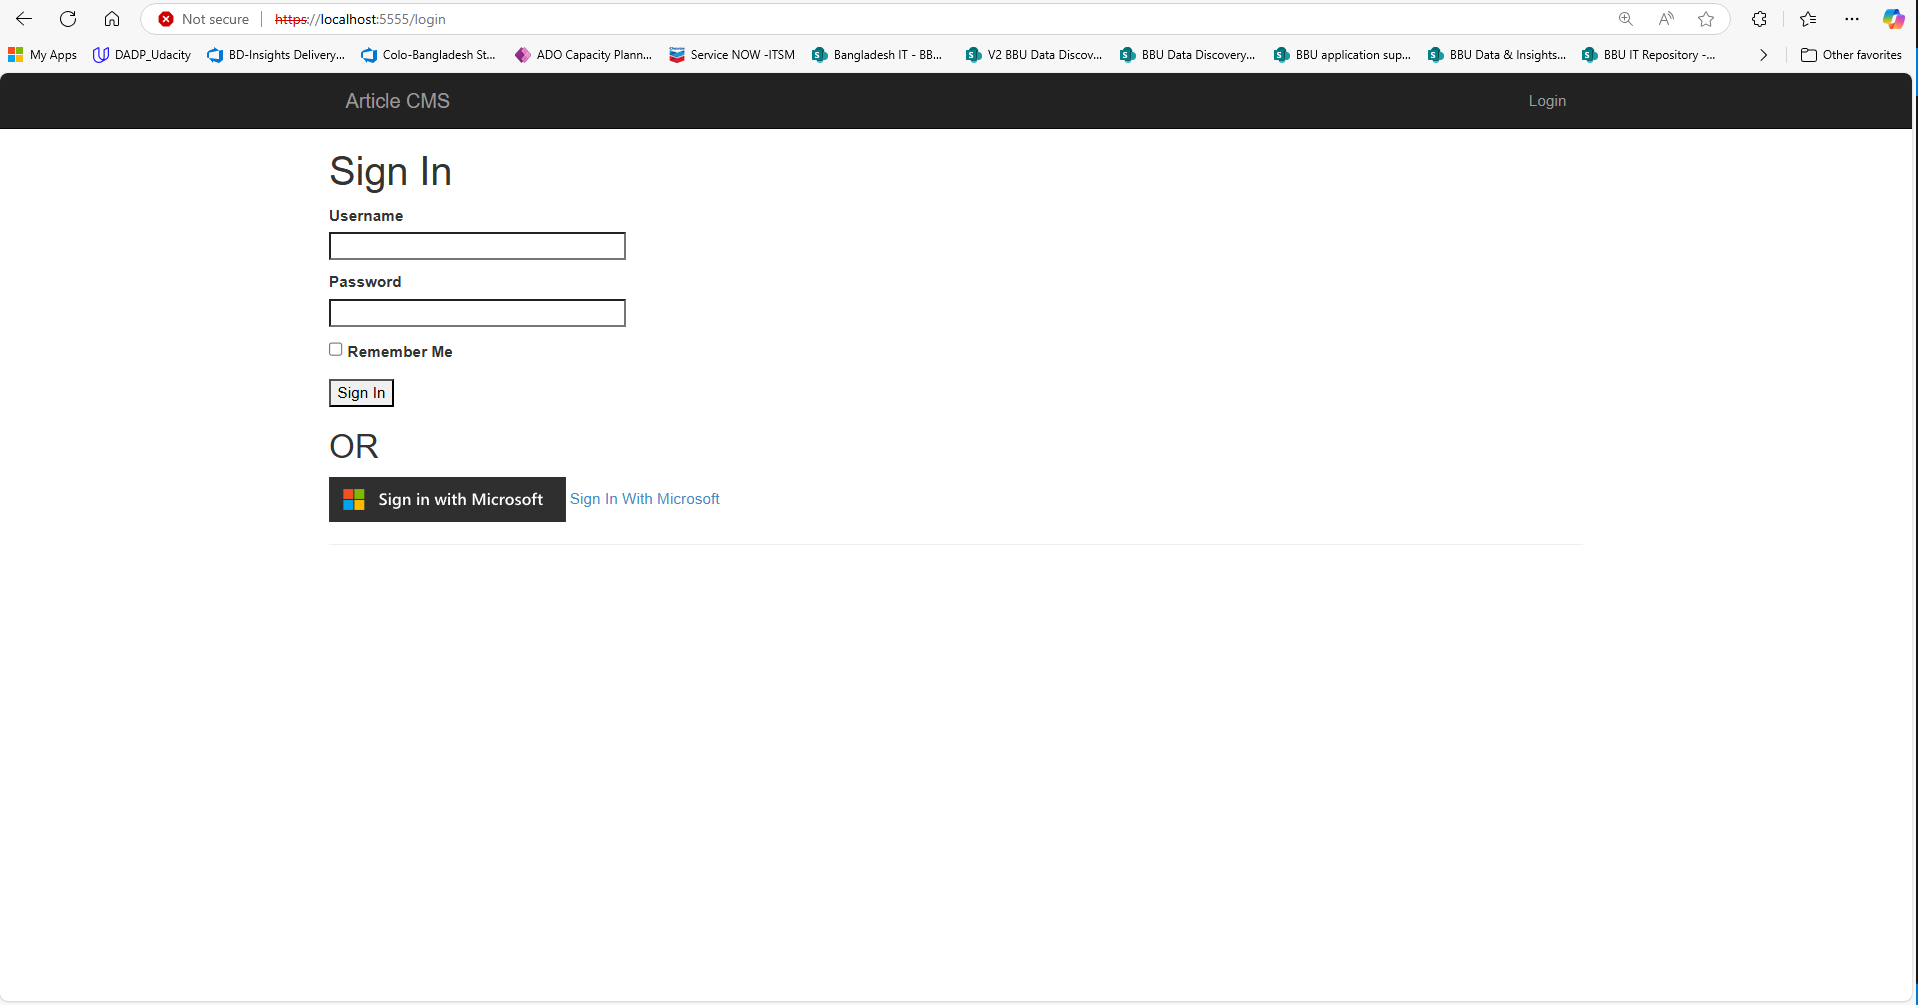 Not secure https://localhost:5555/login
My Apps DADP_Udacity BD-Insights Delivery... Colo-Bangladesh St... ADO Capacity Plann... Service NOW -ITSM Bangladesh IT - BB... V2 BBU Data Discov... BBU Data Discovery,... BBU application sup... BBU Data & Insights... BBU IT Repository -... Other favorites
Article CMS Login
Sign In
Username
Password
Remember Me
Sign In
OR
Sign in with Microsoft Sign In With Microsoft